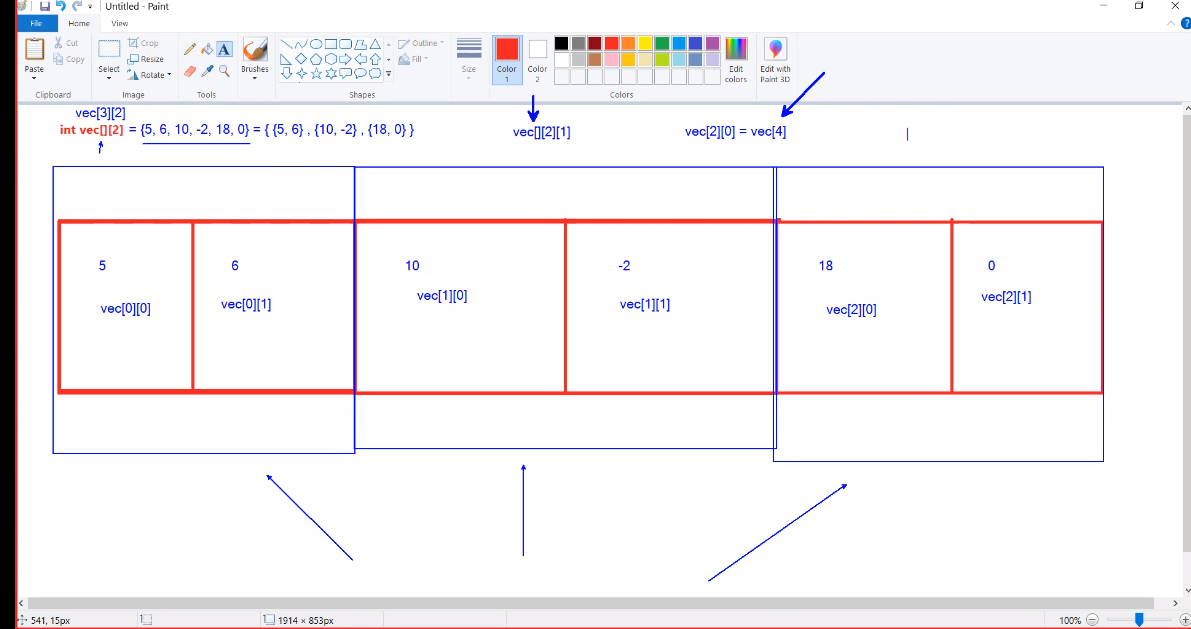 Untitled - Paint
File Home View
Paste
Cut
Copy
Clipboard
Select
Crop
Resize
Rotate
Image
Tools
Brushes
Shapes
Outline
Fill
Size
Color 1
Color 2
Colors
Edit colors
Edit with Paint 3D
vec[3][2]
int vec[][2] = {5, 6, 10, -2, 18, 0} = { {5, 6} , {10, -2} , {18, 0} }
vec[][2][1]
vec[2][0] = vec[4]
5 6 10 -2 18 0
vec[0][0] vec[0][1] vec[1][0] vec[1][1] vec[2][0] vec[2][1]
541, 15px
1914 × 853px
100%